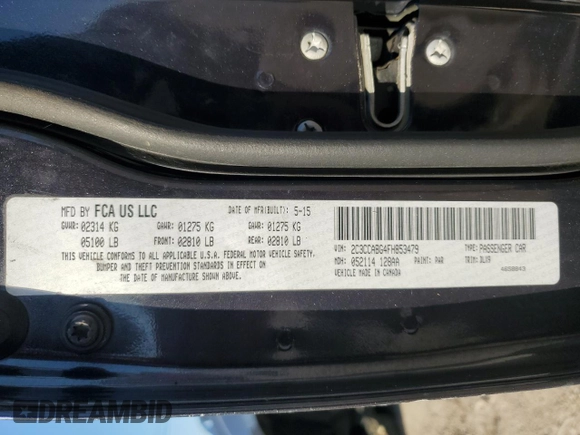 MFD BY FCA US LLC
DATE OF MFR(BUILT): 5-15
GVWR: 02314 KG GAWR: 01275 KG GAWR: 01275 KG
05100 LB FRONT: 02810 LB REAR: 02810 LB
THIS VEHICLE CONFORMS TO ALL APPLICABLE U.S.A. FEDERAL MOTOR VEHICLE SAFETY,
BUMPER AND THEFT PREVENTION STANDARDS IN EFFECT ON
THE DATE OF MANUFACTURE SHOWN ABOVE.
VIN: 2C3CCABG4FH853479 TYPE: PASSENGER CAR
MDH: 052114 128AA PAINT: PAR TRIM: DLX9
VEHICLE MADE IN CANADA
DREAMBID